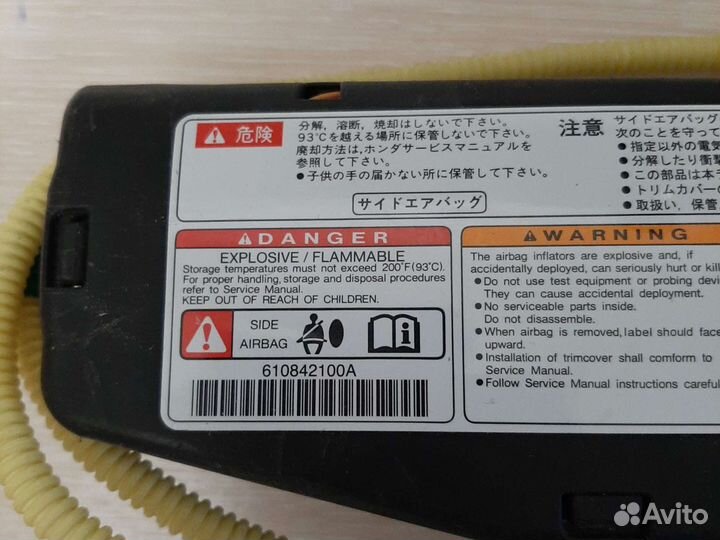 危険
分解，溶断，焼却はしないで下さい。
93℃を越える場所に保管しないで下さい。
廃却方法は，ホンダサービスマニュアルを
参照して下さい。
●子供の手の届かない所に保管して下さい。
サイドエアバッグ
注意
サイドエアバッグ
次のことを守って
●指定以外の電気
●分解したり衝撃
●この部品は本
●トリムカバーの
●取扱い，保管
DANGER
EXPLOSIVE / FLAMMABLE
Storage temperatures must not exceed 200°F(93°C).
For proper handling, storage and disposal procedures
refer to Service Manual.
KEEP OUT OF REACH OF CHILDREN.
SIDE
AIRBAG
610842100A
WARNING
The airbag inflators are explosive and, if
accidentally deployed, can seriously hurt or kill
●Do not use test equipment or probing devi
They can cause accidental deployment.
●No serviceable parts inside.
Do not disassemble.
●When airbag is removed, label should face
upward.
●Installation of trimcover shall comform to
Service Manual.
●Follow Service Manual instructions careful
Avito